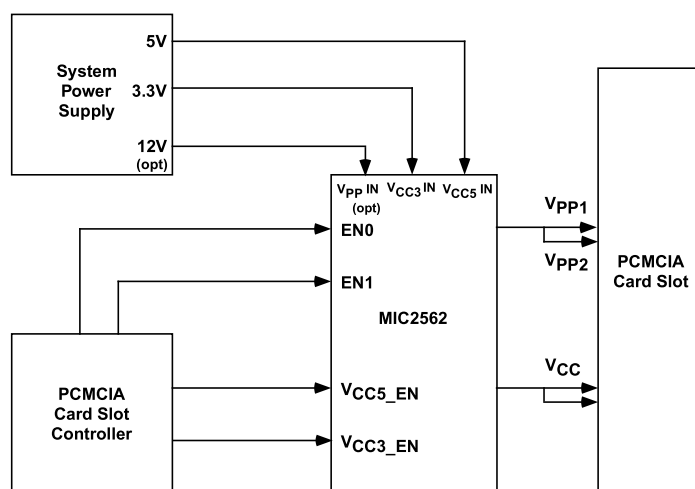 System
Power
Supply
5V
3.3V
12V
(opt)
VPP IN
(opt)
VCC3 IN
VCC5 IN
EN0
EN1
MIC2562
VCC5_EN
VCC3_EN
VPP1
VPP2
VCC
PCMCIA
Card Slot
PCMCIA
Card Slot
Controller